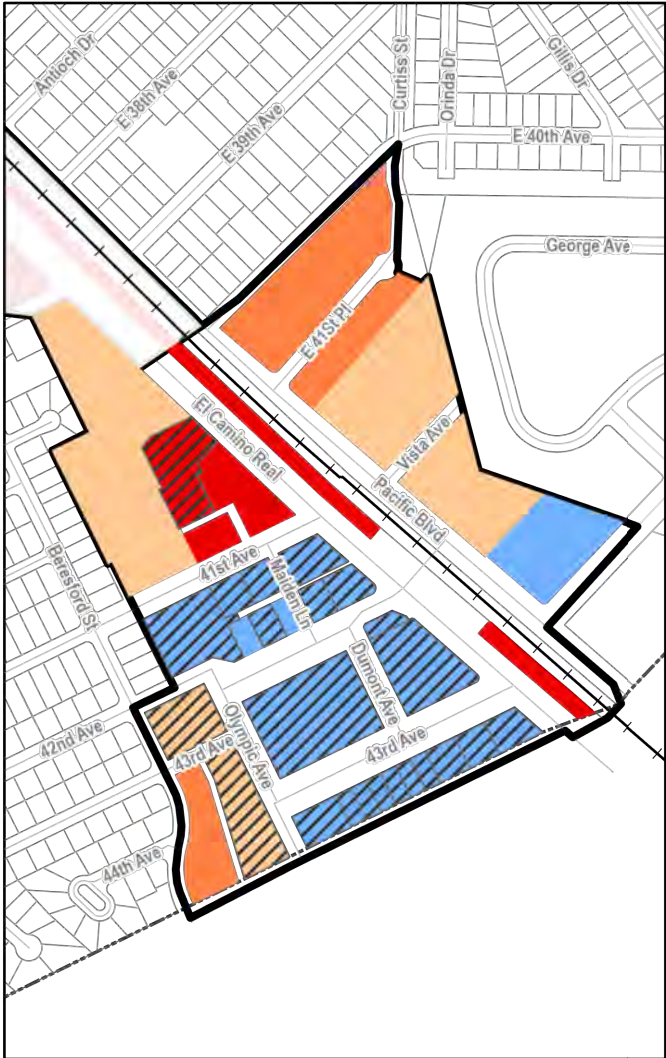 Antioch Dr
E 38th Ave
E 39th Ave
Curtiss St
Orinda Dr
Gillis Dr
E 40th Ave
George Ave
E 41St Pl
El Camino Real
Vista Ave
Pacific Blvd
41st Ave
Maiden Ln
Beresford St
Dumont Ave
42nd Ave
43rd Ave
Olympic Ave
43rd Ave
44th Ave